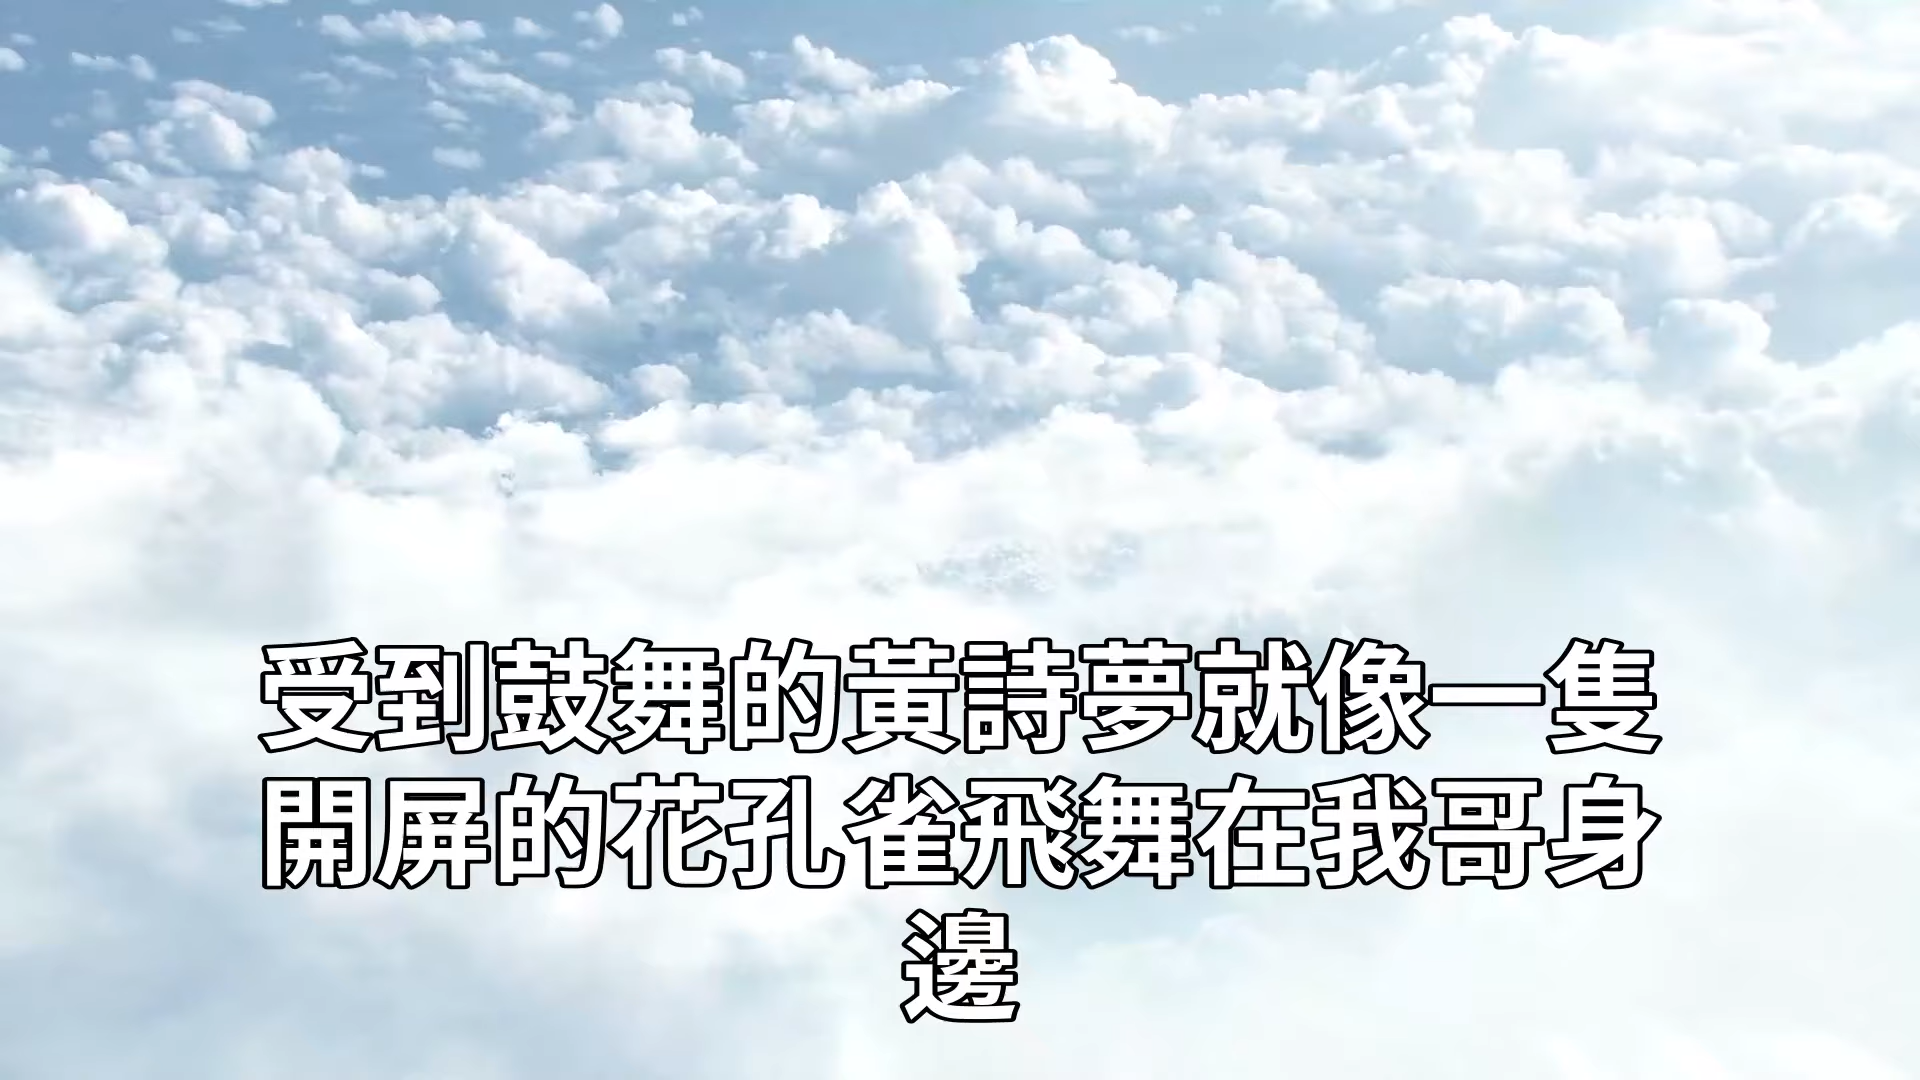 受到鼓舞的黃詩夢就像一隻
開屏的花孔雀飛舞在我哥身
邊